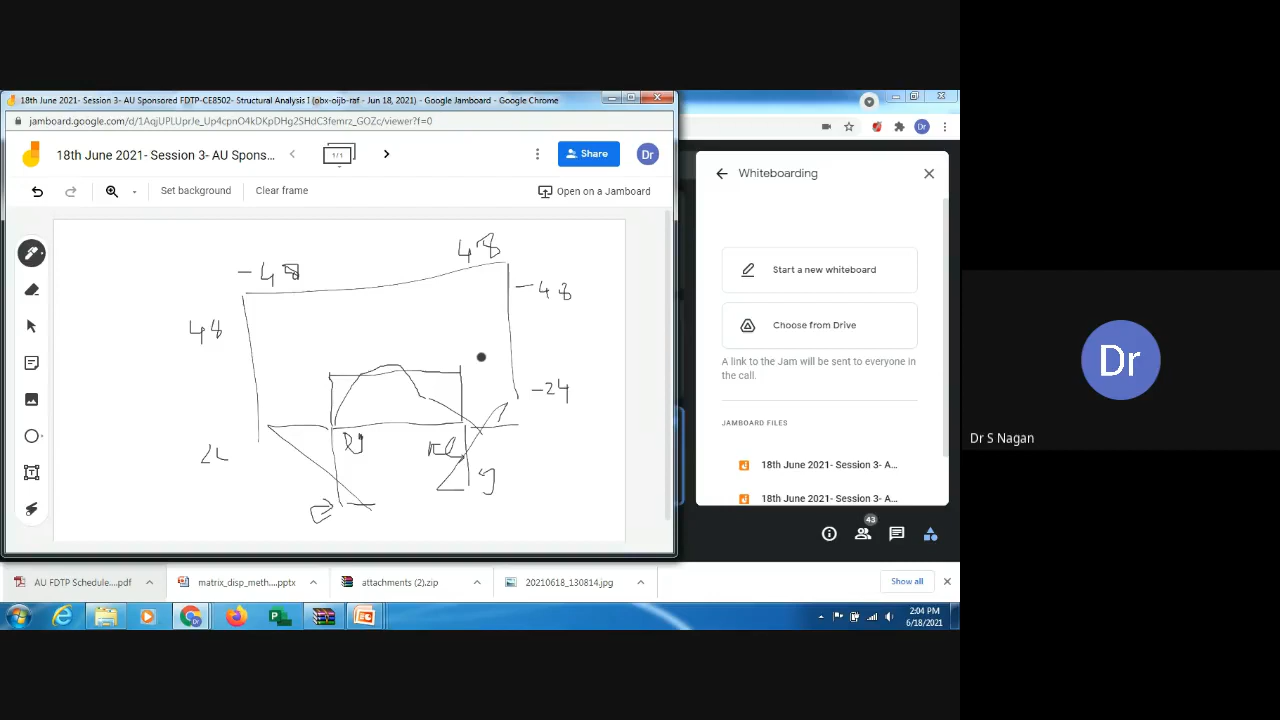 18th June 2021- Session 3- AU Sponsored FDTP-CE8502- Structural Analysis I (obx-oijb-raf - Jun 18, 2021) - Google Jamboard - Google Chrome
jamboard.google.com/d/1AqjUPLUprJe_Up4cpnO4kDKpDHg2SHdC3femrz_GOZc/viewer?f=0
18th June 2021- Session 3- AU Spons...
1/1
Share
Dr
Set background
Clear frame
Open on a Jamboard
48
-48
-48
48
-24
24
Dr
Whiteboarding
Start a new whiteboard
Choose from Drive
A link to the Jam will be sent to everyone in
the call.
JAMBOARD FILES
18th June 2021- Session 3- A...
18th June 2021- Session 3- A...
43
Dr
Dr S Nagan
AU FDTP Schedule....pdf
matrix_disp_meth....pptx
attachments (2).zip
20210618_130814.jpg
Show all
2:04 PM
6/18/2021